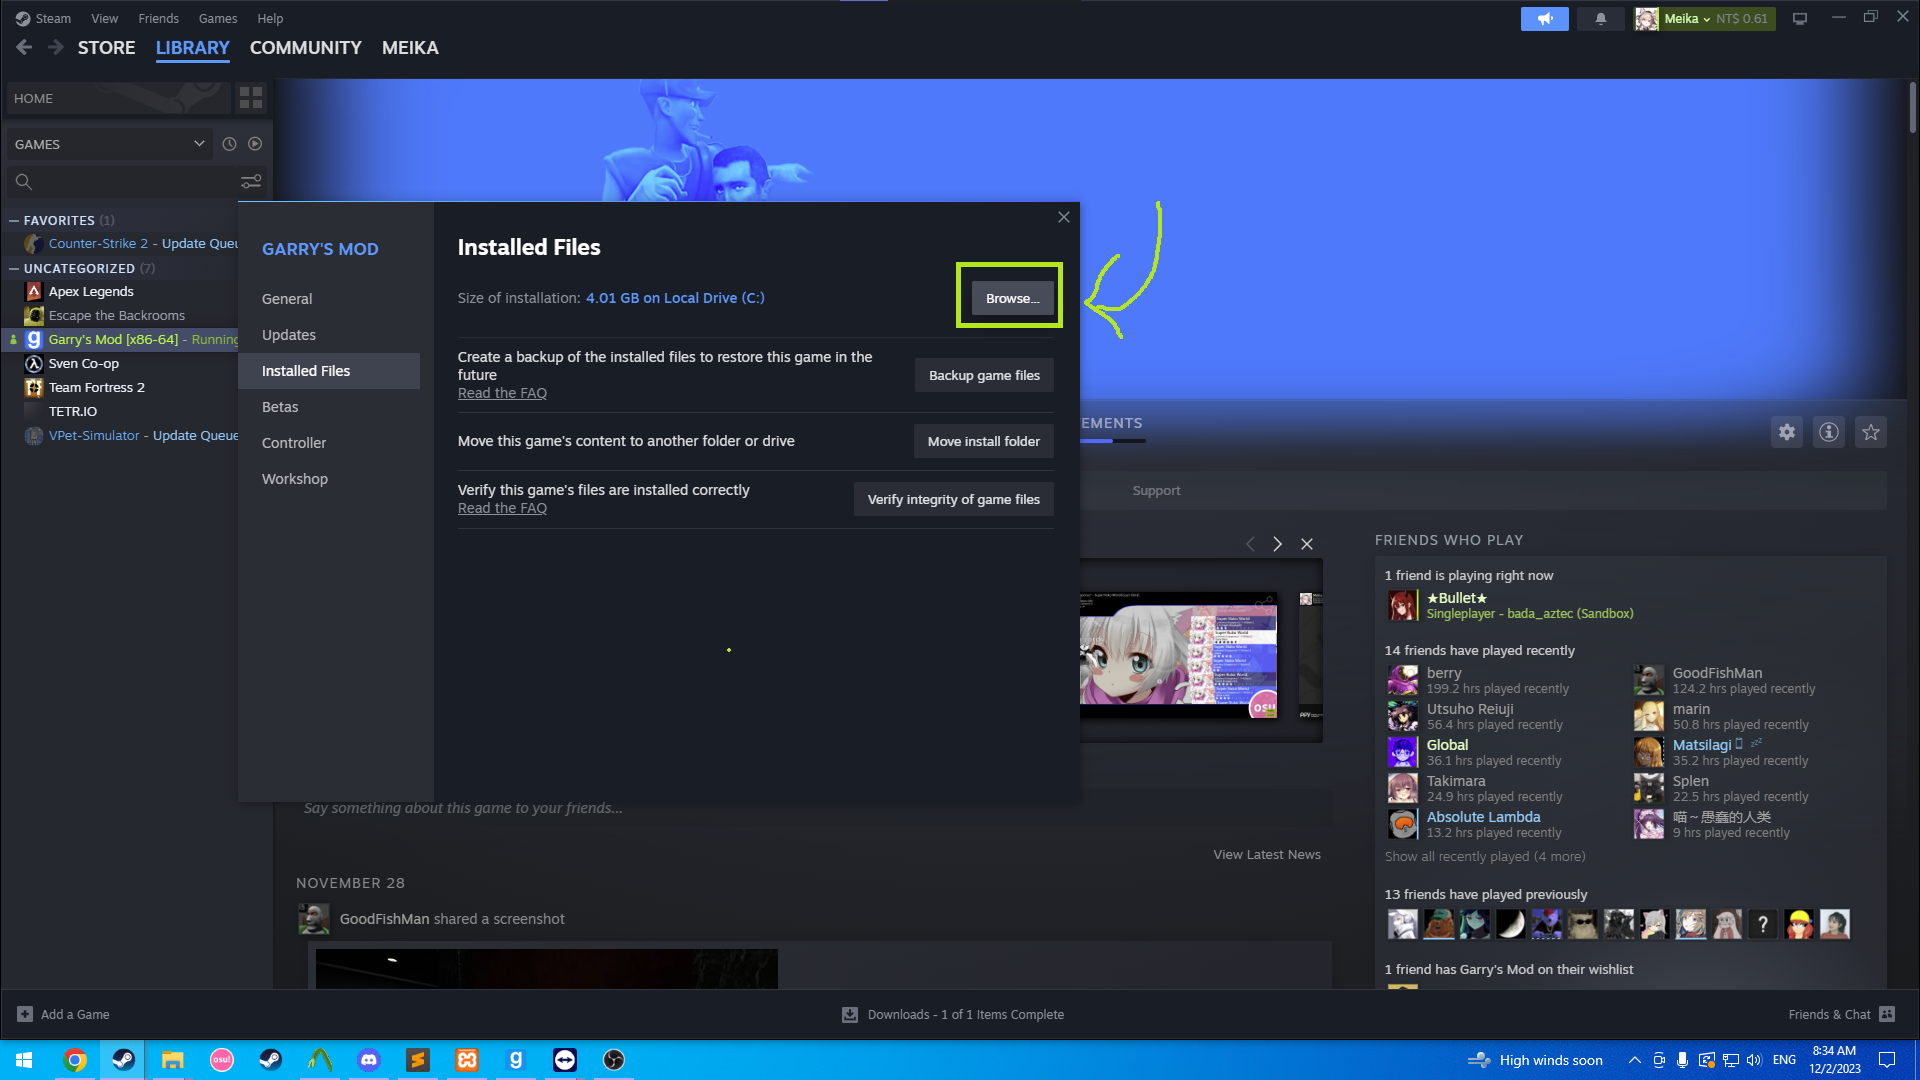 Steam
View
Friends
Games
Help
Meika
NT$ 0.61
STORE
LIBRARY
COMMUNITY
MEIKA
HOME
GAMES
FAVORITES (1)
Counter-Strike 2 - Update Queu
UNCATEGORIZED (7)
Apex Legends
Escape the Backrooms
Garry's Mod [x86-64] - Running
Sven Co-op
Team Fortress 2
TETR.IO
VPet-Simulator - Update Queue
GARRY'S MOD
General
Updates
Installed Files
Betas
Controller
Workshop
Installed Files
Size of installation: 4.01 GB on Local Drive (C:)
Browse...
Create a backup of the installed files to restore this game in the
future
Read the FAQ
Backup game files
Move this game's content to another folder or drive
Move install folder
Verify this game's files are installed correctly
Read the FAQ
Verify integrity of game files
EMENTS
Support
osu!
FRIENDS WHO PLAY
1 friend is playing right now
★Bullet★
Singleplayer - bada_aztec (Sandbox)
14 friends have played recently
berry
199.2 hrs played recently
GoodFishMan
124.2 hrs played recently
Utsuho Reiuji
56.4 hrs played recently
marin
50.8 hrs played recently
Global
36.1 hrs played recently
Matsilagi zzz
35.2 hrs played recently
Takimara
24.9 hrs played recently
Splen
22.5 hrs played recently
Absolute Lambda
13.2 hrs played recently
喵～愚蠢的人类
9 hrs played recently
Show all recently played (4 more)
13 friends have played previously
?
1 friend has Garry's Mod on their wishlist
Say something about this game to your friends...
View Latest News
NOVEMBER 28
GoodFishMan shared a screenshot
Add a Game
Downloads - 1 of 1 Items Complete
Friends & Chat
osu!
High winds soon
ENG
8:34 AM
12/2/2023